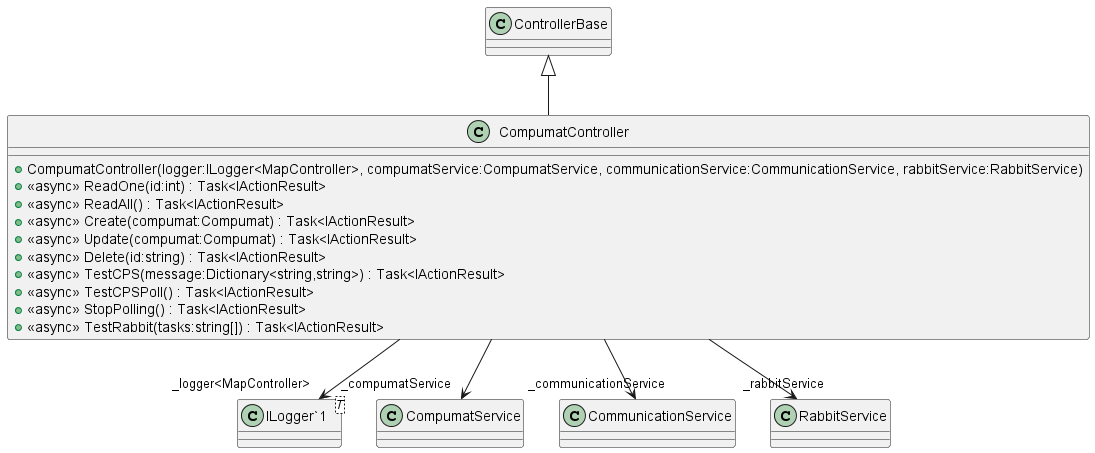 C ControllerBase
C CompumatController
CompumatController(logger:ILogger<MapController>, compumatService:CompumatService, communicationService:CommunicationService, rabbitService:RabbitService)
«async» ReadOne(id:int) : Task<IActionResult>
«async» ReadAll() : Task<IActionResult>
«async» Create(compumat:Compumat) : Task<IActionResult>
«async» Update(compumat:Compumat) : Task<IActionResult>
«async» Delete(id:string) : Task<IActionResult>
«async» TestCPS(message:Dictionary<string,string>) : Task<IActionResult>
«async» TestCPSPoll() : Task<IActionResult>
«async» StopPolling() : Task<IActionResult>
«async» TestRabbit(tasks:string[]) : Task<IActionResult>
_logger<MapController> _compumatService _communicationService _rabbitService
C ILogger`1 T C CompumatService C CommunicationService C RabbitService